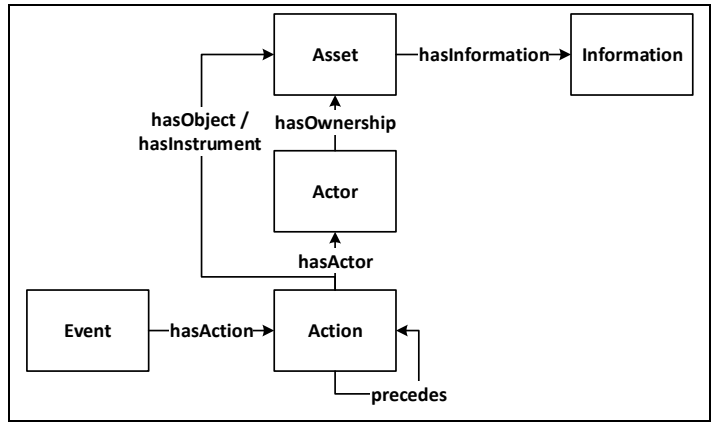 Asset
hasInformation
Information
hasObject /
hasInstrument
hasOwnership
Actor
hasActor
Event
hasAction
Action
precedes